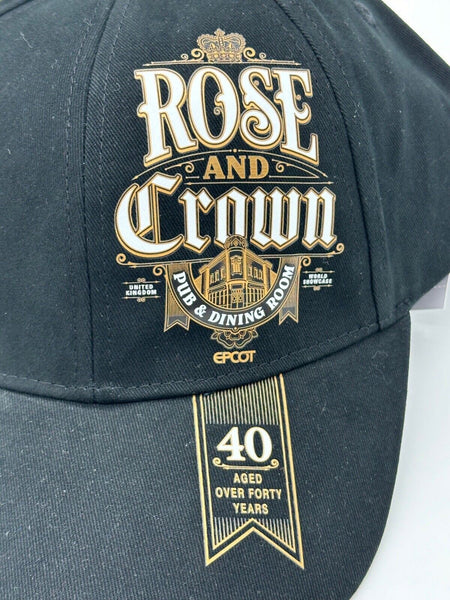 ROSE
AND
Crown
UNITED
KINGDOM
WORLD
SHOWCASE
PUB & DINING ROOM
EPCOT
40
AGED
OVER FORTY
YEARS